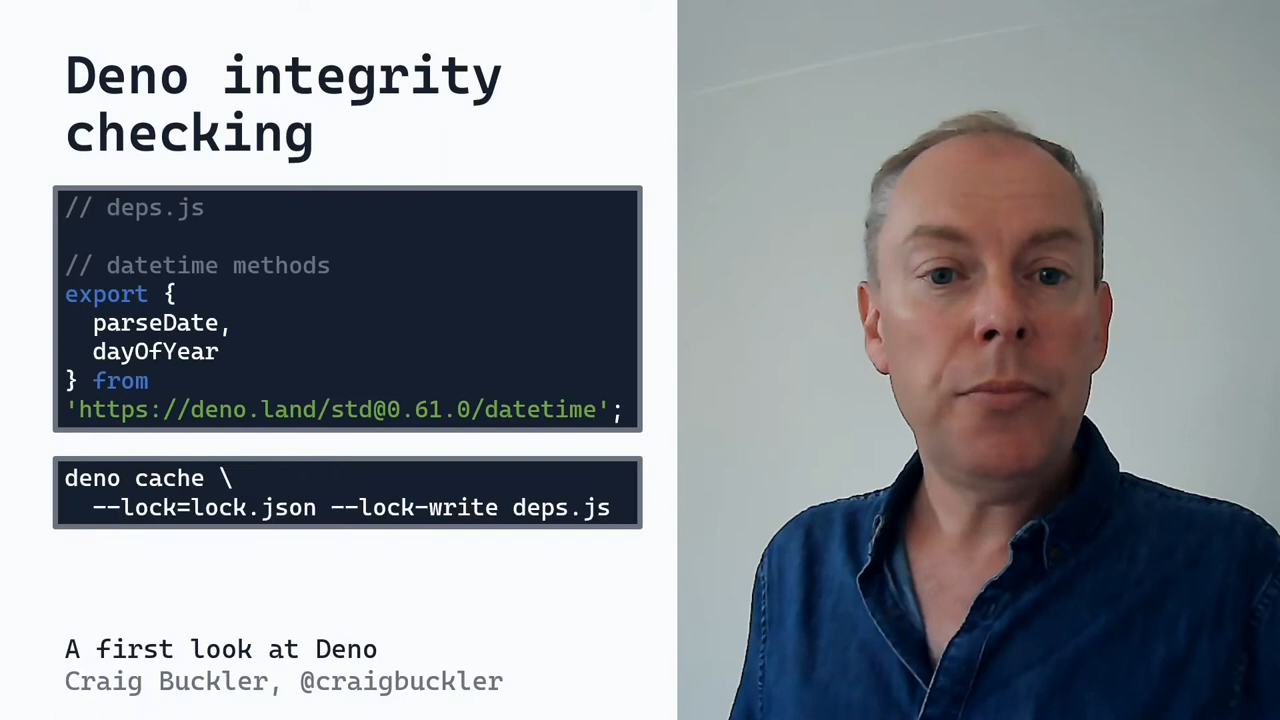 Deno integrity
checking
// deps.js
// datetime methods
export {
parseDate,
dayOfYear
} from
'https://deno.land/std@0.61.0/datetime';
deno cache \
--lock=lock.json --lock-write deps.js
A first look at Deno
Craig Buckler, @craigbuckler